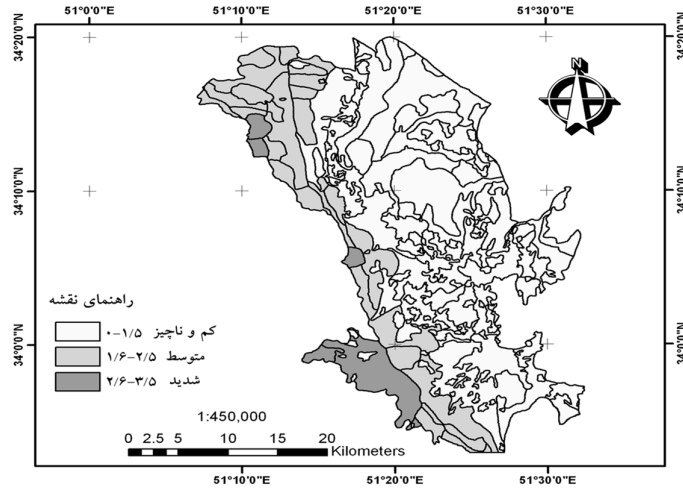 51°0'0"E 51°10'0"E 51°20'0"E 51°30'0"E
34°20'0"N 34°20'0"N
N
34°10'0"N 34°10'0"N
34°0'0"N 34°0'0"N
راهنمای نقشه
کم و ناچیز ۰-۱/۵
متوسط ۱/۶-۲/۵
شدید ۲/۶-۳/۵
1:450,000
0 2.5 5 10 15 20
Kilometers
51°10'0"E 51°20'0"E 51°30'0"E